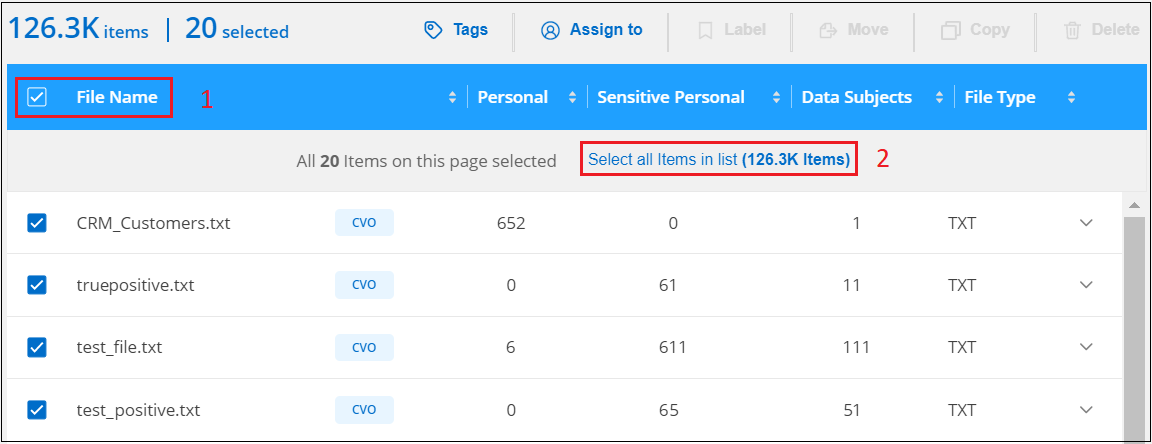 126.3K items | 20 selected Tags Assign to Label Move Copy Delete
File Name 1 Personal Sensitive Personal Data Subjects File Type
All 20 Items on this page selected Select all Items in list (126.3K Items) 2
CRM_Customers.txt CVO 652 0 1 TXT
truepositive.txt CVO 0 61 11 TXT
test_file.txt CVO 6 611 111 TXT
test_positive.txt CVO 0 65 51 TXT